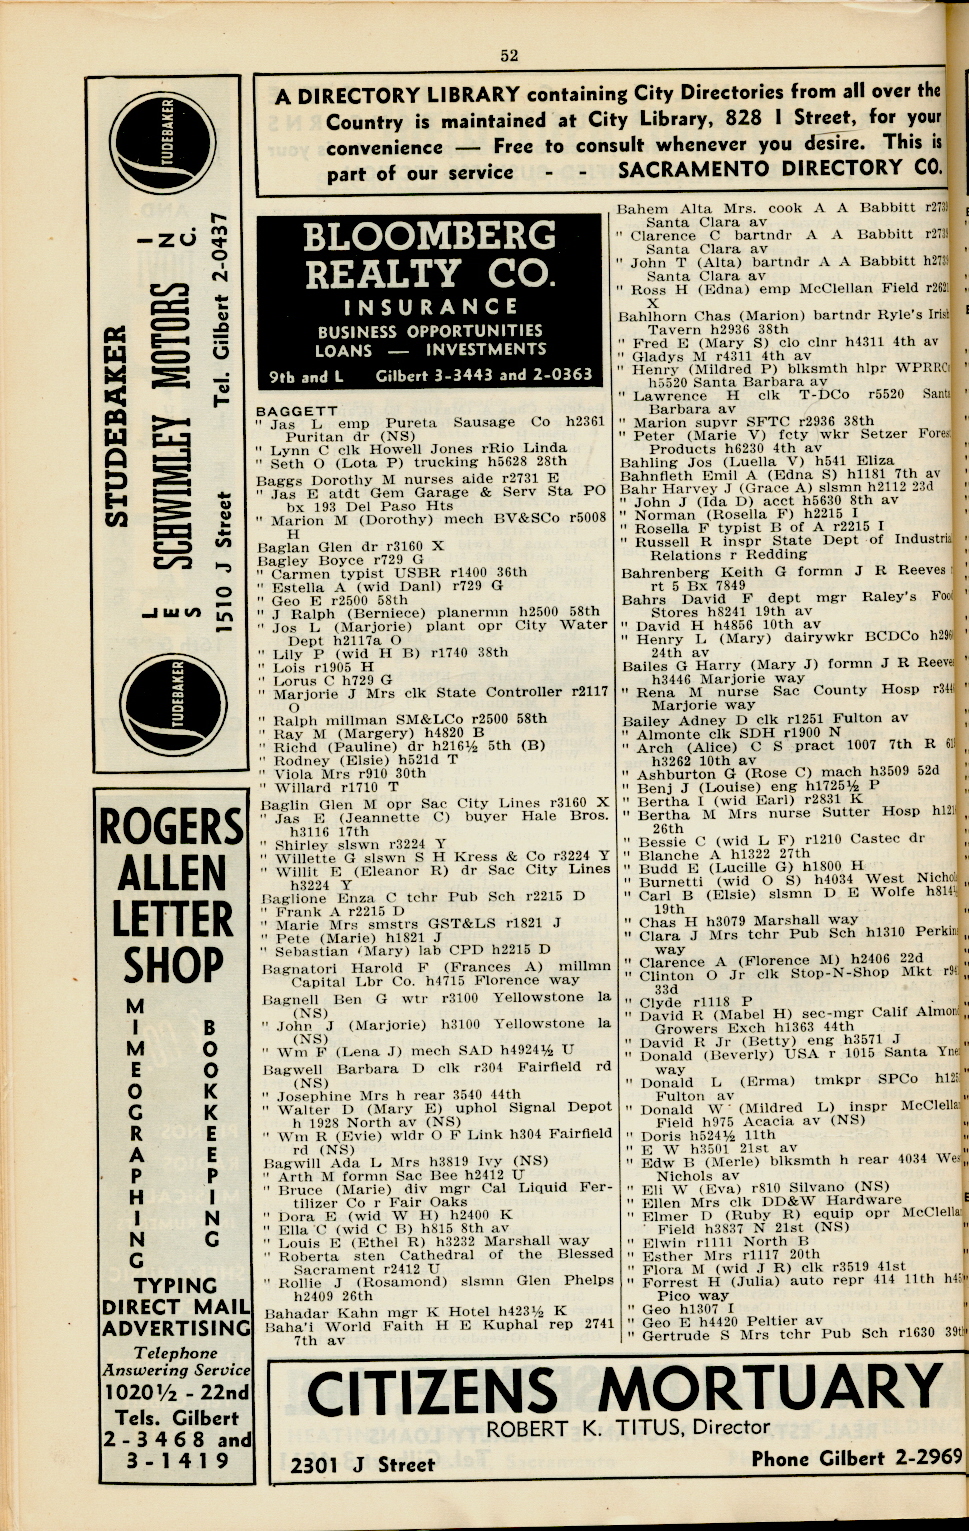 52
A DIRECTORY LIBRARY containing City Directories from all over the
Country is maintained at City Library, 828 I Street, for your
convenience — Free to consult whenever you desire. This is
part of our service - - SACRAMENTO DIRECTORY CO.
STUDEBAKER
STUDEBAKER
LES SCHWIMLEY MOTORS INC.
1510 J Street Tel. Gilbert 2-0437
STUDEBAKER
ROGERS
ALLEN
LETTER
SHOP
MIMEOGRAPHING
BOOKKEEPING
TYPING
DIRECT MAIL
ADVERTISING
Telephone
Answering Service
1020½ - 22nd
Tels. Gilbert
2-3468 and
3-1419
BLOOMBERG
REALTY CO.
INSURANCE
BUSINESS OPPORTUNITIES
LOANS — INVESTMENTS
9th and L Gilbert 3-3443 and 2-0363
BAGGETT
" Jas L emp Pureta Sausage Co h2361
Puritan dr (NS)
" Lynn C clk Howell Jones rRio Linda
" Seth O (Lota P) trucking h5628 28th
Baggs Dorothy M nurses aide r2731 E
" Jas E atdt Gem Garage & Serv Sta PO
bx 193 Del Paso Hts
" Marion M (Dorothy) mech BV&SCo r5008
H
Baglan Glen dr r3160 X
Bagley Boyce r729 G
" Carmen typist USBR r1400 36th
" Estella A (wid Danl) r729 G
" Geo E r2500 58th
" J Ralph (Berniece) planermn h2500 58th
" Jos L (Marjorie) plant opr City Water
Dept h2117a O
" Lily P (wid H B) r1740 38th
" Lois r1905 H
" Lorus C h729 G
" Marjorie J Mrs clk State Controller r2117
O
" Ralph millman SM&LCo r2500 58th
" Ray M (Margery) h4820 B
" Richd (Pauline) dr h216½ 5th (B)
" Rodney (Elsie) h521d T
" Viola Mrs r910 30th
" Willard r1710 T
Baglin Glen M opr Sac City Lines r3160 X
" Jas E (Jeannette C) buyer Hale Bros.
h3116 17th
" Shirley slswn r3224 Y
" Willette G slswn S H Kress & Co r3224 Y
" Willit E (Eleanor R) dr Sac City Lines
h3224 Y
Baglione Enza C tchr Pub Sch r2215 D
" Frank A r2215 D
" Marie Mrs smstrs GST&LS r1821 J
" Pete (Marie) h1821 J
" Sebastian (Mary) lab CPD h2215 D
Bagnatori Harold F (Frances A) millmn
Capital Lbr Co. h4715 Florence way
Bagnell Ben G wtr r3100 Yellowstone la
(NS)
" John J (Marjorie) h3100 Yellowstone la
(NS)
" Wm F (Lena J) mech SAD h4924½ U
Bagwell Barbara D clk r304 Fairfield rd
(NS)
" Josephine Mrs h rear 3540 44th
" Walter D (Mary E) uphol Signal Depot
h 1928 North av (NS)
" Wm R (Evie) wldr O F Link h304 Fairfield
rd (NS)
Bagwill Ada L Mrs h3819 Ivy (NS)
" Arth M formn Sac Bee h2412 U
" Bruce (Marie) div mgr Cal Liquid Fer-
tilizer Co r Fair Oaks
" Dora E (wid W H) h2400 K
" Ella C (wid C B) h815 8th av
" Louis E (Ethel R) h3232 Marshall way
" Roberta sten Cathedral of the Blessed
Sacrament r2412 U
" Rollie J (Rosamond) slsmn Glen Phelps
h2409 26th
Bahadar Kahn mgr K Hotel h423½ K
Baha'i World Faith H E Kuphal rep 2741
7th av
Bahem Alta Mrs. cook A A Babbitt
Santa Clara av
" Clarence C bartndr A A Babbitt
Santa Clara av
" John T (Alta) bartndr A A Babbitt
Santa Clara av
" Ross H (Edna) emp McClellan Field
X
Bahlhorn Chas (Marion) bartndr Ryle's Irish
Tavern h2936 38th
" Fred E (Mary S) clo clnr h4311 4th av
" Gladys M r4311 4th av
" Henry (Mildred P) blksmth hlpr
h5520 Santa Barbara av
" Lawrence H clk T-DCo r5520 Santa
Barbara av
" Marion supvr SFTC r2936 38th
" Peter (Marie V) fcty wkr Setzer Forest
Products h6230 4th av
Bahling Jos (Luella V) h541 Eliza
Bahnfleth Emil A (Edna S) h1181 7th av
Bahr Harvey J (Grace A) slsmn h2112 23d
" John J (Ida D) acct h5630 8th av
" Norman (Rosella F) h2215 I
" Rosella F typist B of A r2215 I
" Russell R inspr State Dept of Industria
Relations r Redding
Bahrenberg Keith G formn J R Reeves
rt 5 Bx 7849
Bahrs David F dept mgr Raley's Food
Stores h8241 19th av
" David H h4856 10th av
" Henry L (Mary) dairywkr BCDCo
24th av
Bailes G Harry (Mary J) formn J R Reeve
h3446 Marjorie way
" Rena M nurse Sac County Hosp
Marjorie way
Bailey Adney D clk r1251 Fulton av
" Almonte clk SDH r1900 N
" Arch (Alice) C S pract 1007 7th R
h3262 10th av
" Ashburton G (Rose C) mach h3509 52d
" Benj J (Louise) eng h1725½ P
" Bertha I (wid Earl) r2831 K
" Bertha M Mrs nurse Sutter Hosp
26th
" Bessie C (wid L F) r1210 Castec dr
" Blanche A h1322 27th
" Budd E (Lucille G) h1800 H
" Burnetti (wid O S) h4034 West Nichol
" Carl B (Elsie) slsmn D E Wolfe
19th
" Chas H h3079 Marshall way
" Clara J Mrs tchr Pub Sch h1310 Perkins
way
" Clarence A (Florence M) h2406 22d
" Clinton O Jr clk Stop-N-Shop Mkt
33d
" Clyde r1118 P
" David R (Mabel H) sec-mgr Calif Almon
Growers Exch h1363 44th
" David R Jr (Betty) eng h3571 J
" Donald (Beverly) USA r 1015 Santa Ynez
way
" Donald L (Erma) tmkpr SPCo
Fulton av
" Donald W (Mildred L) inspr McClella
Field h975 Acacia av (NS)
" Doris h524½ 11th
" E W h3501 21st av
" Edw B (Merle) blksmth h rear 4034 Wes
Nichols av
" Eli W (Eva) r810 Silvano (NS)
" Ellen Mrs clk DD&W Hardware
" Elmer D (Ruby R) equip opr McClella
Field h3837 N 21st (NS)
" Elwin r1111 North B
" Esther Mrs r1117 20th
" Flora M (wid J R) clk r3519 41st
" Forrest H (Julia) auto repr 414 11th
Pico way
" Geo h1307 I
" Geo E h4420 Peltier av
" Gertrude S Mrs tchr Pub Sch r1630 39th
CITIZENS MORTUARY
ROBERT K. TITUS, Director
2301 J Street Phone Gilbert 2-2969